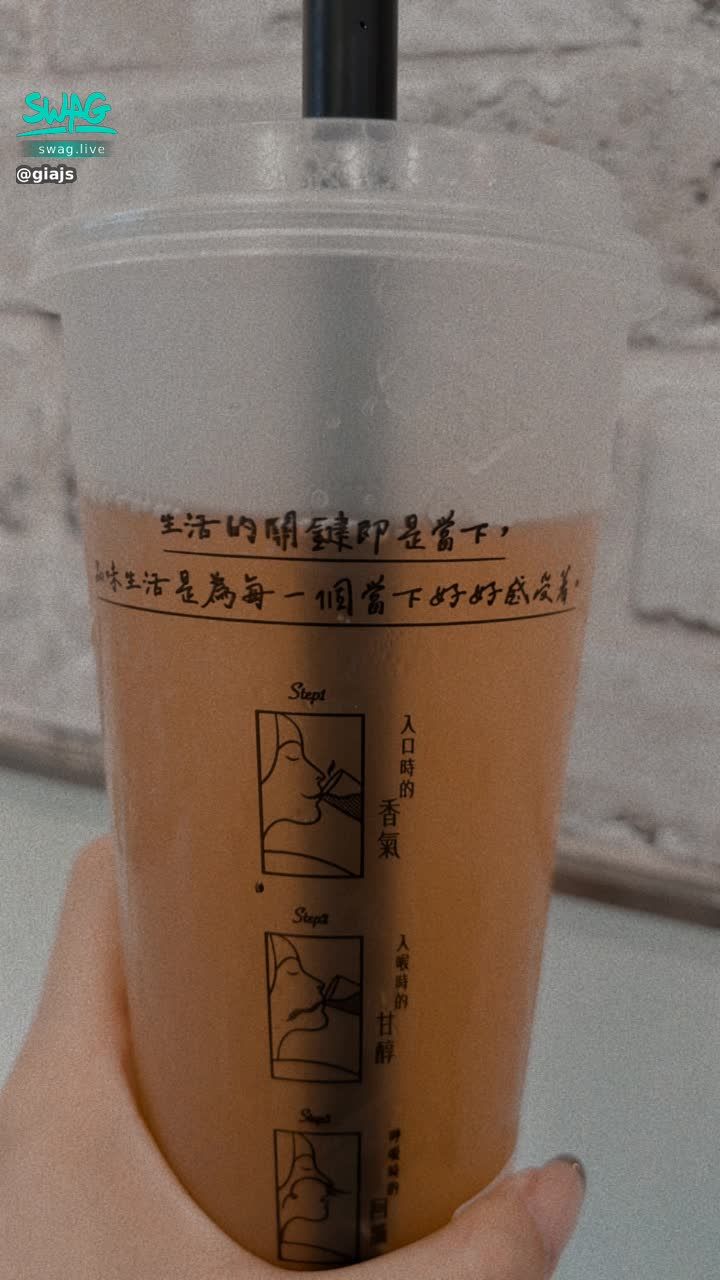 SWAG
swag.live
@giajs
生活的關鍵即是當下，
品味生活是為每一個當下好好感受著。
Step1
入口時的
香氣
Step2
入喉時的
甘醇
Step3